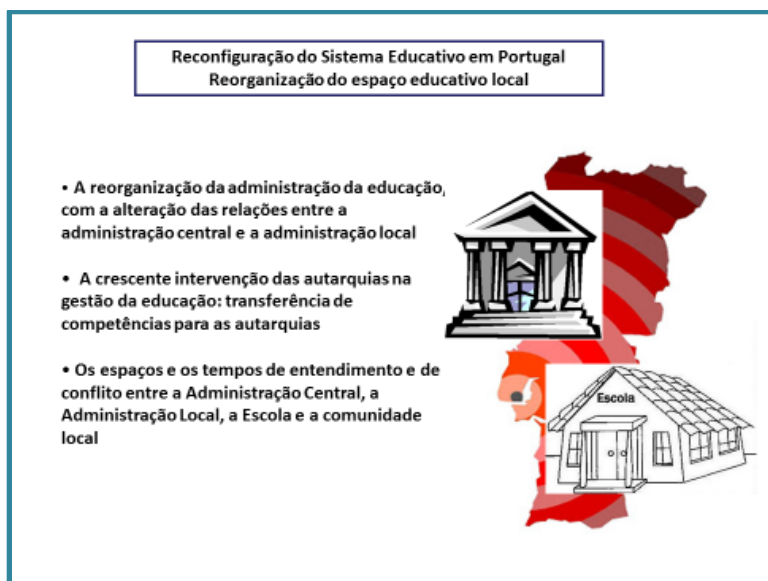 Reconfiguração do Sistema Educativo em Portugal
Reorganização do espaço educativo local
• A reorganização da administração da educação,
com a alteração das relações entre a
administração central e a administração local
• A crescente intervenção das autarquias na
gestão da educação: transferência de
competências para as autarquias
• Os espaços e os tempos de entendimento e de
conflito entre a Administração Central, a
Administração Local, a Escola e a comunidade
local
Escola